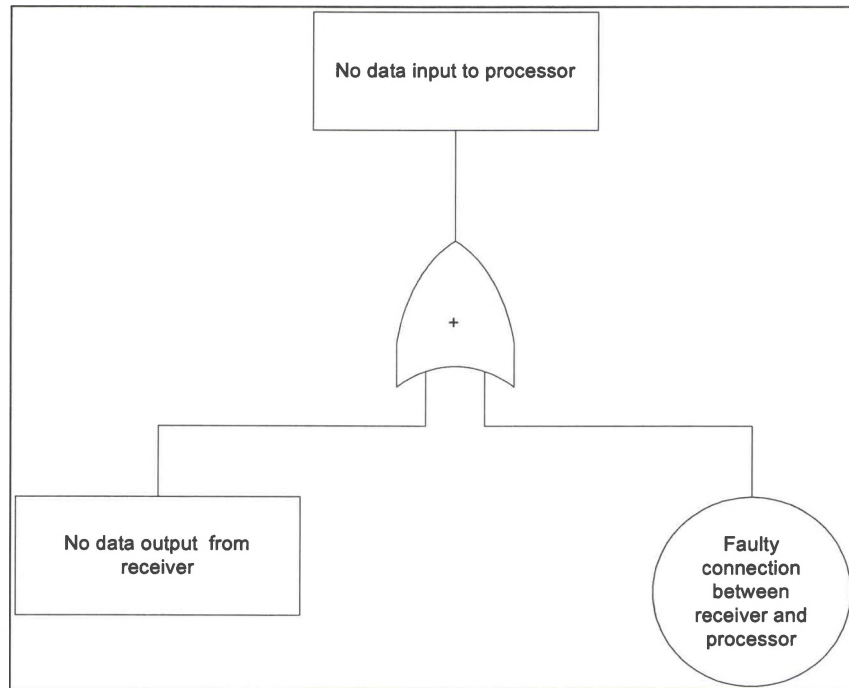 No data input to processor
+
No data output from
receiver
Faulty
connection
between
receiver and
processor